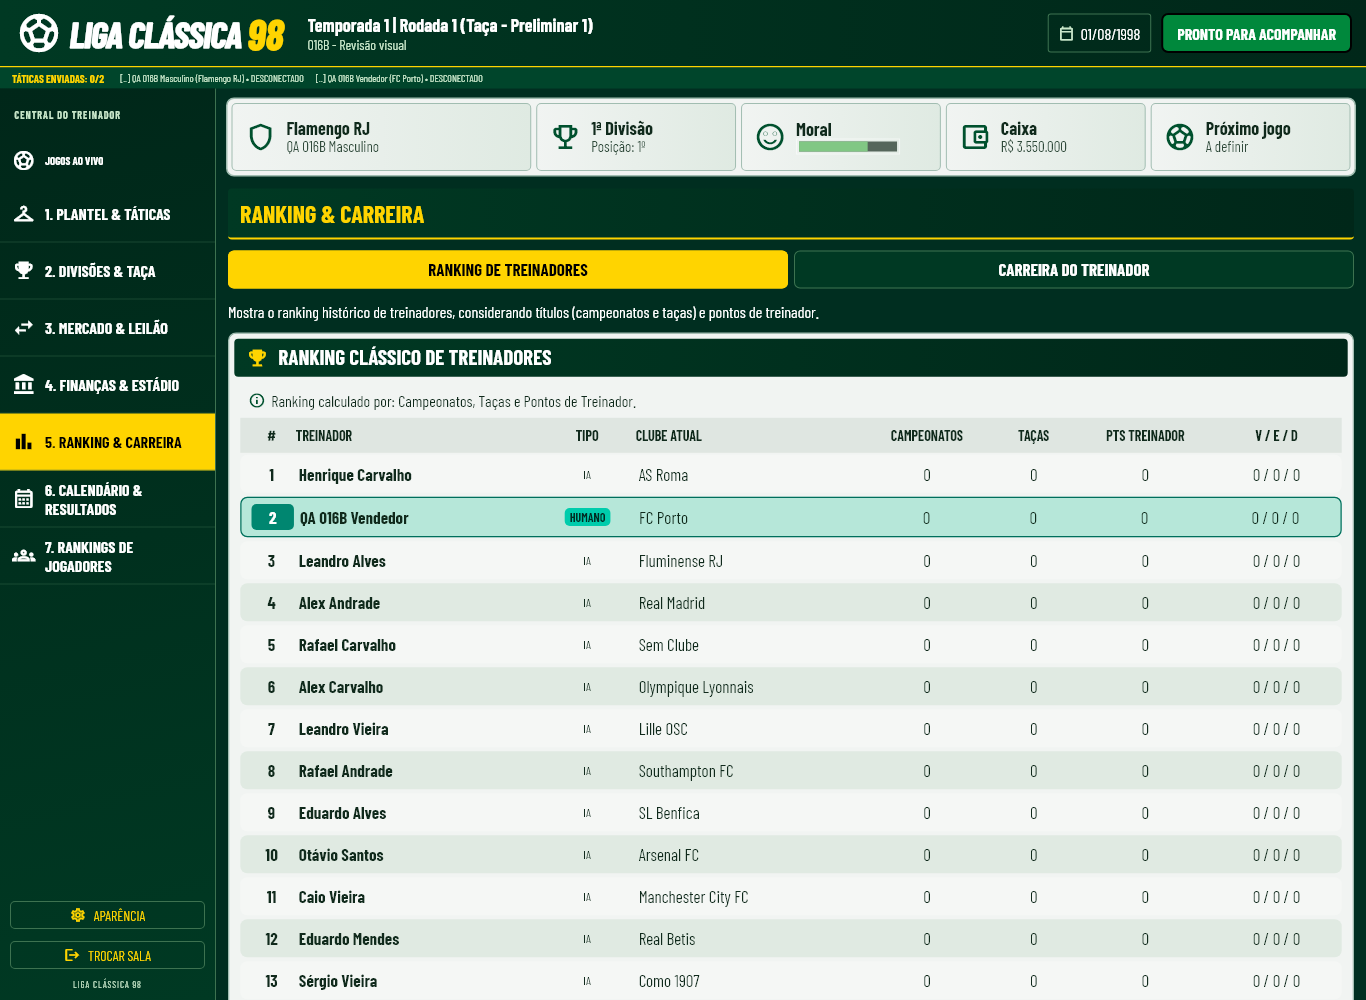 LIGA CLÁSSICA 98
Temporada 1 | Rodada 1 (Taça - Preliminar 1)
016B - Revisão visual
01/08/1998
PRONTO PARA ACOMPANHAR
TÁTICAS ENVIADAS: 0/2
[..] QA 016B Masculino (Flamengo RJ) • DESCONECTADO
[..] QA 016B Vendedor (FC Porto) • DESCONECTADO
CENTRAL DO TREINADOR
JOGOS AO VIVO
1. PLANTEL & TÁTICAS
2. DIVISÕES & TAÇA
3. MERCADO & LEILÃO
4. FINANÇAS & ESTÁDIO
5. RANKING & CARREIRA
6. CALENDÁRIO &
RESULTADOS
7. RANKINGS DE
JOGADORES
APARÊNCIA
TROCAR SALA
LIGA CLÁSSICA 98
Flamengo RJ
QA 016B Masculino
1ª Divisão
Posição: 1º
Moral
Caixa
R$ 3.550.000
Próximo jogo
A definir
RANKING & CARREIRA
RANKING DE TREINADORES
CARREIRA DO TREINADOR
Mostra o ranking histórico de treinadores, considerando títulos (campeonatos e taças) e pontos de treinador.
RANKING CLÁSSICO DE TREINADORES
Ranking calculado por: Campeonatos, Taças e Pontos de Treinador.
# TREINADOR TIPO CLUBE ATUAL CAMPEONATOS TAÇAS PTS TREINADOR V / E / D
1 Henrique Carvalho IA AS Roma 0 0 0 0 / 0 / 0
2 QA 016B Vendedor HUMANO FC Porto 0 0 0 0 / 0 / 0
3 Leandro Alves IA Fluminense RJ 0 0 0 0 / 0 / 0
4 Alex Andrade IA Real Madrid 0 0 0 0 / 0 / 0
5 Rafael Carvalho IA Sem Clube 0 0 0 0 / 0 / 0
6 Alex Carvalho IA Olympique Lyonnais 0 0 0 0 / 0 / 0
7 Leandro Vieira IA Lille OSC 0 0 0 0 / 0 / 0
8 Rafael Andrade IA Southampton FC 0 0 0 0 / 0 / 0
9 Eduardo Alves IA SL Benfica 0 0 0 0 / 0 / 0
10 Otávio Santos IA Arsenal FC 0 0 0 0 / 0 / 0
11 Caio Vieira IA Manchester City FC 0 0 0 0 / 0 / 0
12 Eduardo Mendes IA Real Betis 0 0 0 0 / 0 / 0
13 Sérgio Vieira IA Como 1907 0 0 0 0 / 0 / 0